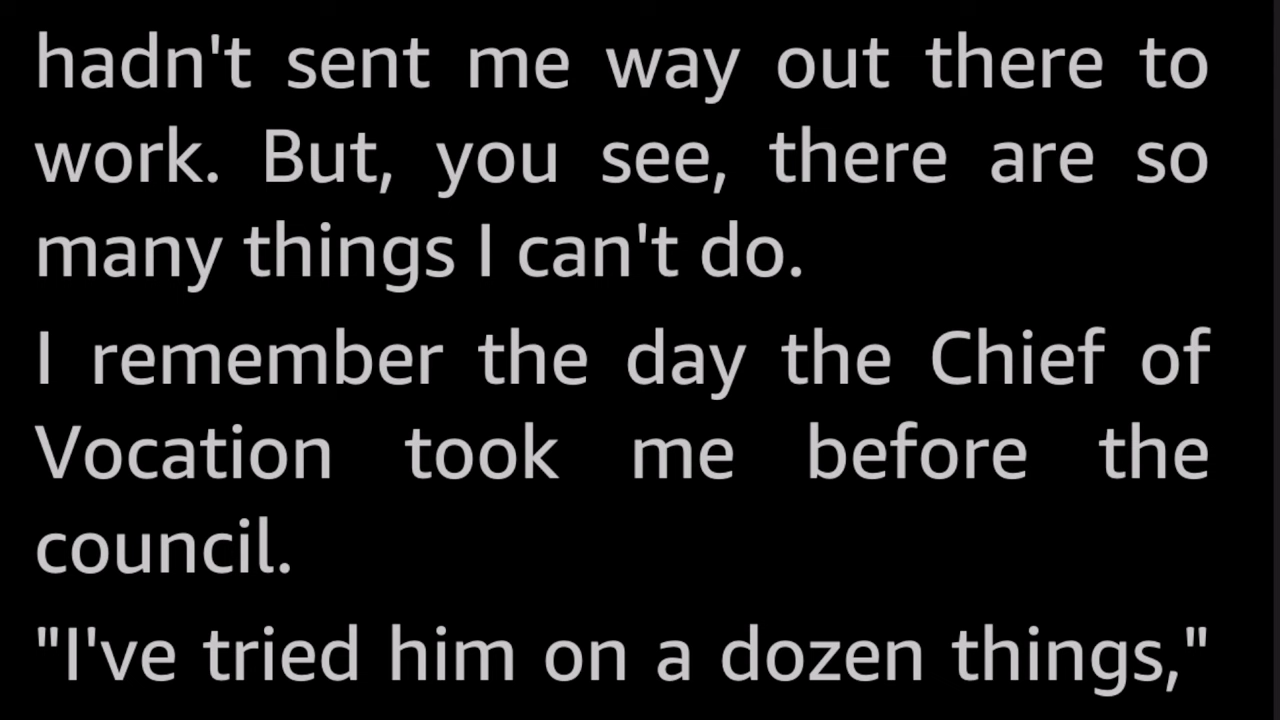 hadn't sent me way out there to
work. But, you see, there are so
many things I can't do.
I remember the day the Chief of
Vocation took me before the
council.
"I've tried him on a dozen things,"